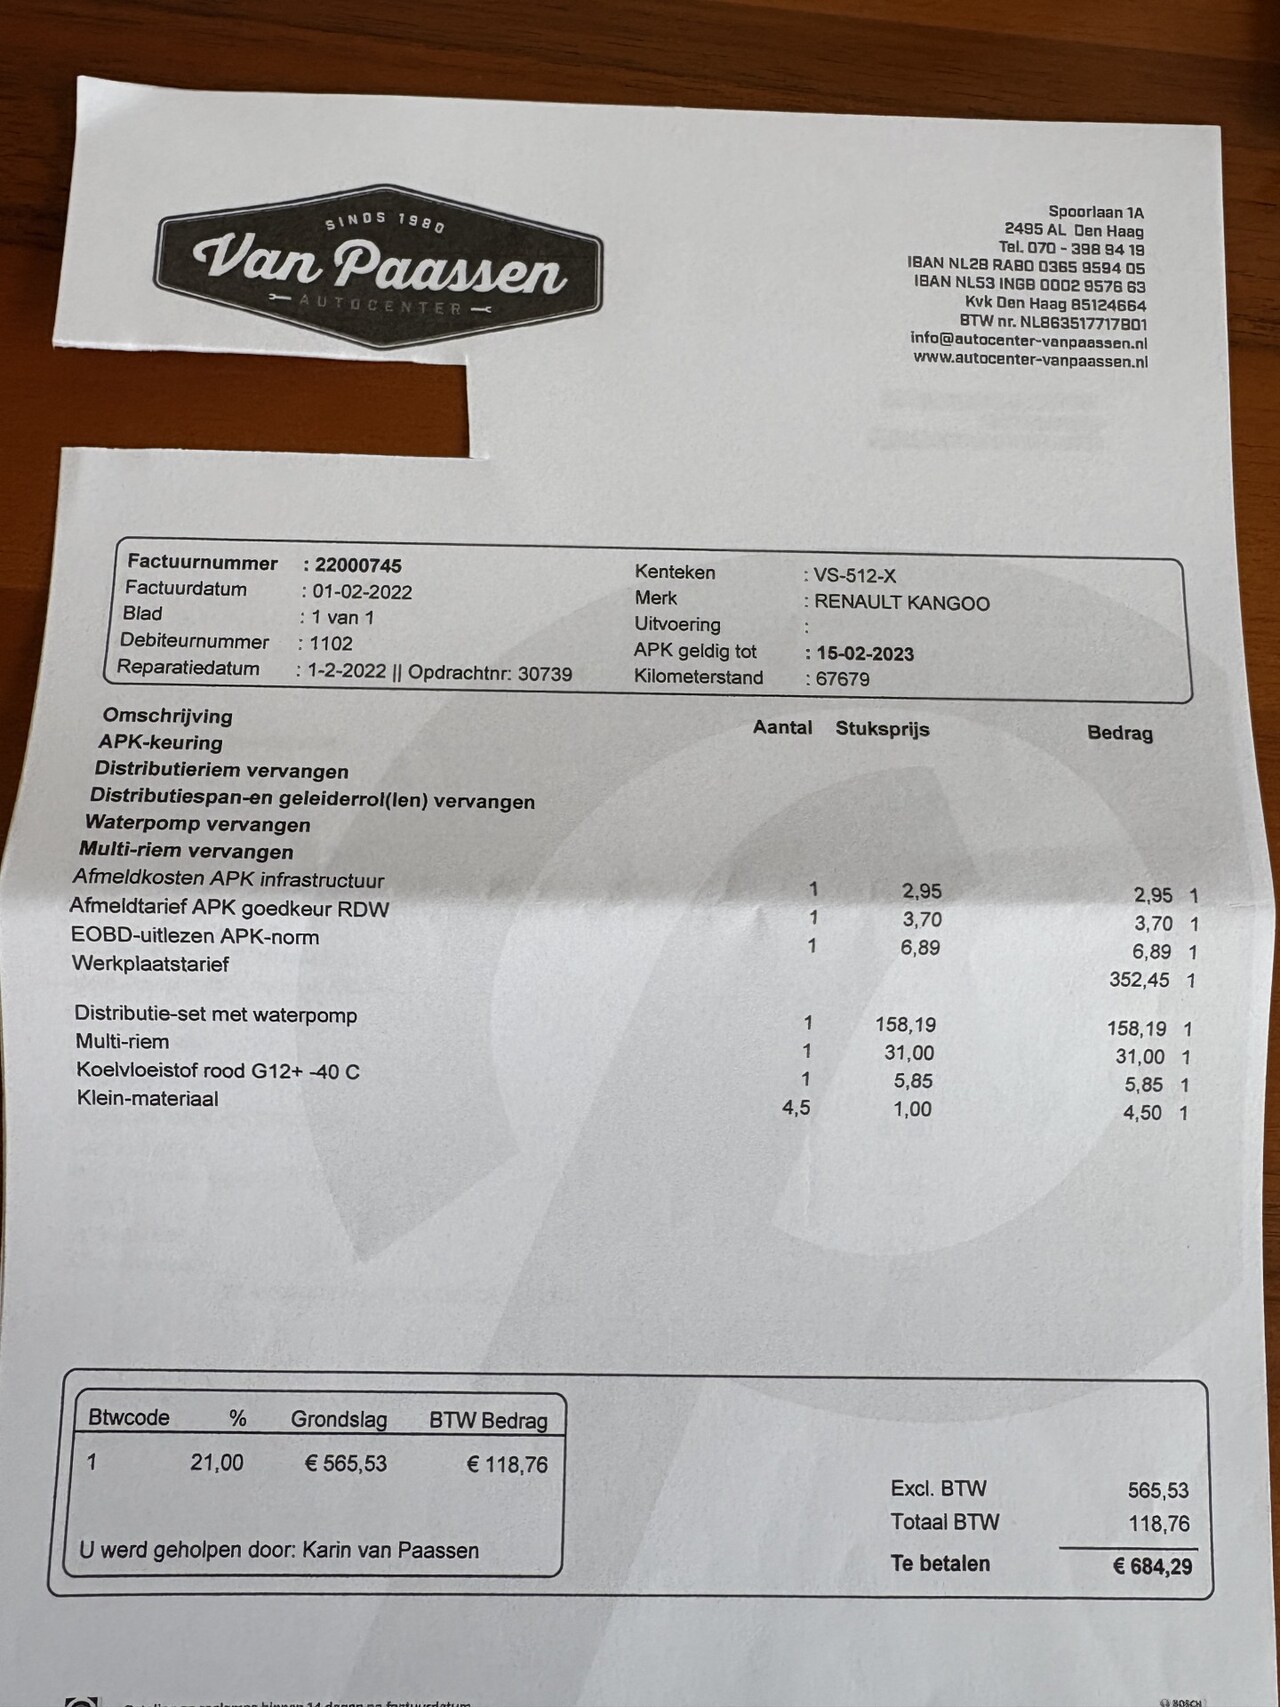 SINDS 1980
Van Paassen
AUTOCENTER
Spoorlaan 1A
2495 AL Den Haag
Tel. 070 - 398 94 19
IBAN NL28 RABO 0365 9594 05
IBAN NL53 INGB 0002 9576 63
Kvk Den Haag 85124664
BTW nr. NL863517717B01
info@autocenter-vanpaassen.nl
www.autocenter-vanpaassen.nl
Factuurnummer : 22000745
Factuurdatum : 01-02-2022
Blad : 1 van 1
Debiteurnummer : 1102
Reparatiedatum : 1-2-2022 || Opdrachtnr: 30739
Kenteken : VS-512-X
Merk : RENAULT KANGOO
Uitvoering :
APK geldig tot : 15-02-2023
Kilometerstand : 67679
Omschrijving Aantal Stuksprijs Bedrag
APK-keuring
Distributieriem vervangen
Distributiespan-en geleiderrol(len) vervangen
Waterpomp vervangen
Multi-riem vervangen
Afmeldkosten APK infrastructuur 1 2,95 2,95 1
Afmeldtarief APK goedkeur RDW 1 3,70 3,70 1
EOBD-uitlezen APK-norm 1 6,89 6,89 1
Werkplaatstarief 352,45 1
Distributie-set met waterpomp 1 158,19 158,19 1
Multi-riem 1 31,00 31,00 1
Koelvloeistof rood G12+ -40 C 1 5,85 5,85 1
Klein-materiaal 4,5 1,00 4,50 1
Btwcode % Grondslag BTW Bedrag
1 21,00 € 565,53 € 118,76
U werd geholpen door: Karin van Paassen
Excl. BTW 565,53
Totaal BTW 118,76
Te betalen € 684,29
binnen 14 dagen na factuurdatum
BOSCH